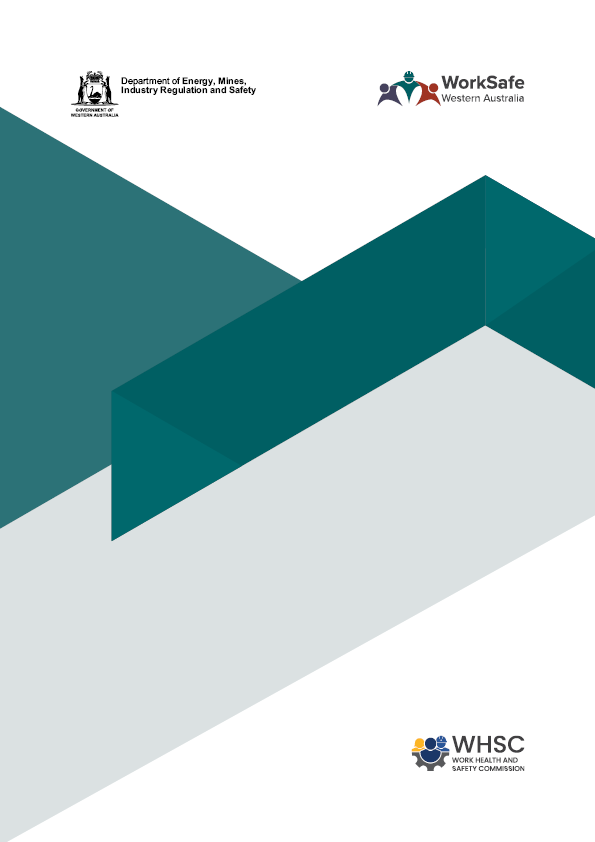 Department of Energy, Mines,
Industry Regulation and Safety
GOVERNMENT OF
WESTERN AUSTRALIA
WorkSafe
Western Australia
WHSC
WORK HEALTH AND
SAFETY COMMISSION